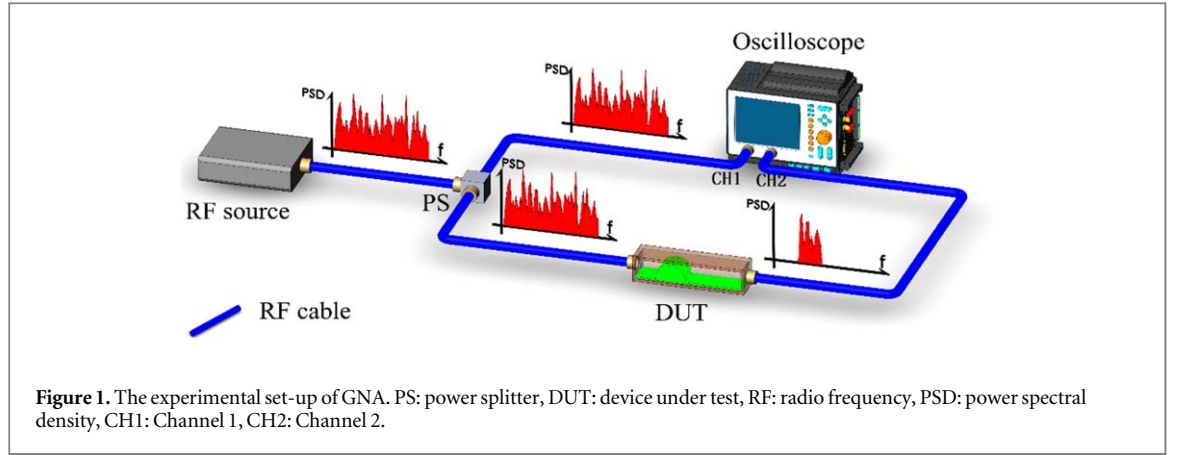 Oscilloscope
PSD
f
PSD
f
CH1 CH2
PSD
f
PS
RF source
PSD
f
DUT
RF cable
Figure 1. The experimental set-up of GNA. PS: power splitter, DUT: device under test, RF: radio frequency, PSD: power spectral
density, CH1: Channel 1, CH2: Channel 2.